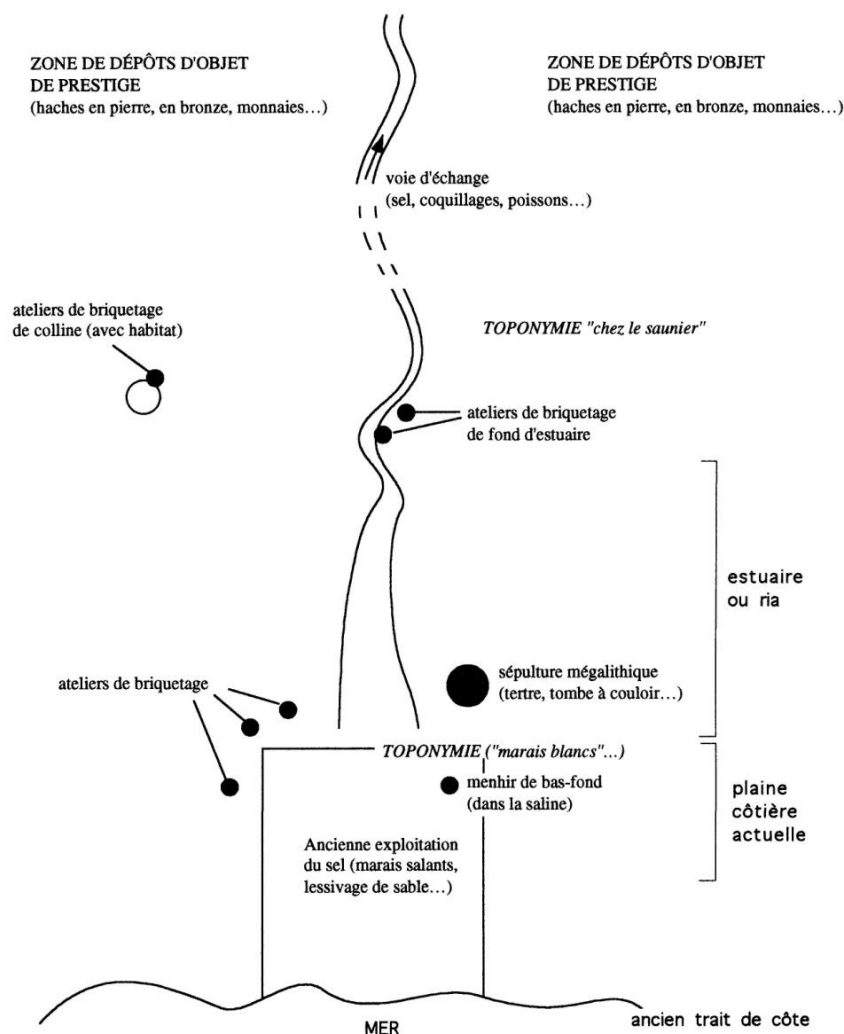 ZONE DE DÉPÔTS D'OBJET
DE PRESTIGE
(haches en pierre, en bronze, monnaies…)
ZONE DE DÉPÔTS D'OBJET
DE PRESTIGE
(haches en pierre, en bronze, monnaies…)
voie d'échange
(sel, coquillages, poissons…)
ateliers de briquetage
de colline (avec habitat)
TOPONYMIE "chez le saunier"
ateliers de briquetage
de fond d'estuaire
estuaire
ou ria
ateliers de briquetage
sépulture mégalithique
(tertre, tombe à couloir…)
TOPONYMIE ("marais blancs"…)
menhir de bas-fond
(dans la saline)
plaine
côtière
actuelle
Ancienne exploitation
du sel (marais salants,
lessivage de sable…)
MER
ancien trait de côte